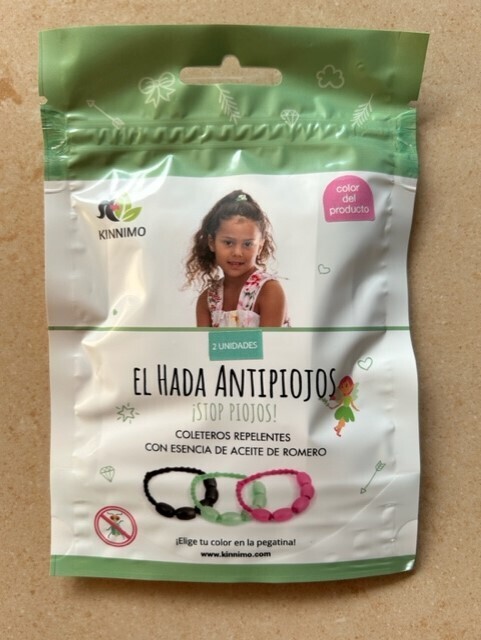 KINNIMO
color
del
producto
2 UNIDADES
EL HADA ANTIPIOJOS
¡STOP PIOJOS!
COLETEROS REPELENTES
CON ESENCIA DE ACEITE DE ROMERO
¡Elige tu color en la pegatina!
www.kinnimo.com